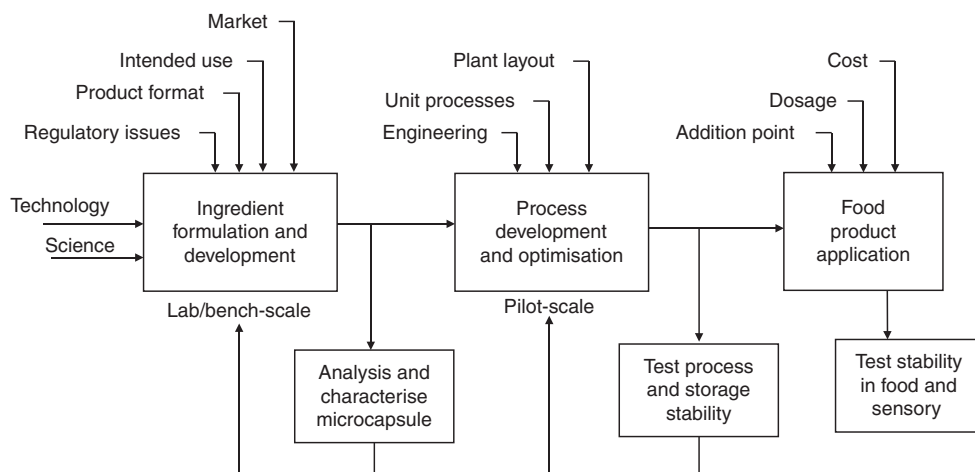 Market
Intended use
Product format
Regulatory issues
Technology
Science
Ingredient
formulation and
development
Lab/bench-scale
Analysis and
characterise
microcapsule
Plant layout
Unit processes
Engineering
Process
development
and optimisation
Pilot-scale
Test process
and storage
stability
Cost
Dosage
Addition point
Food
product
application
Test stability
in food and
sensory